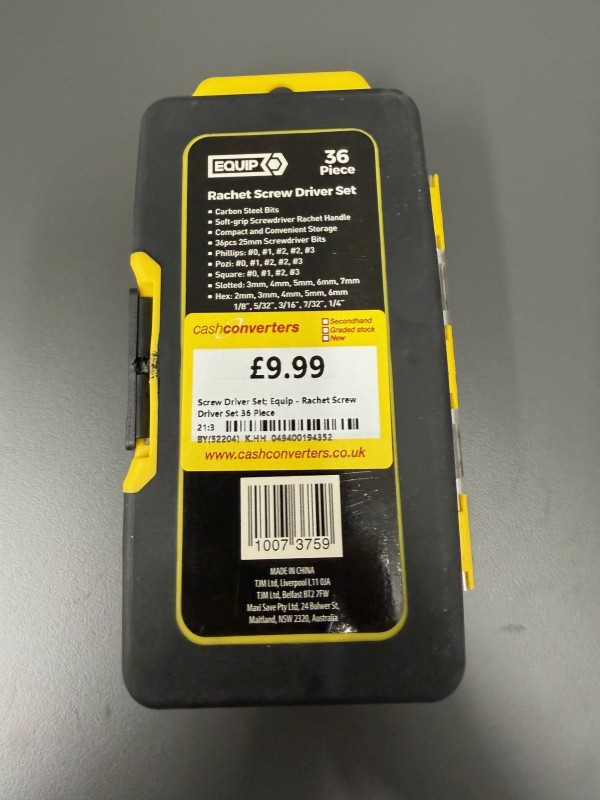 EQUIP
36
Piece
Rachet Screw Driver Set
▪ Carbon Steel Bits
▪ Soft-grip Screwdriver Rachet Handle
▪ Compact and Convenient Storage
▪ 36pcs 25mm Screwdriver Bits
▪ Phillips: #0, #1, #2, #2, #3
▪ Pozi: #0, #1, #2, #2, #3
▪ Square: #0, #1, #2, #3
▪ Slotted: 3mm, 4mm, 5mm, 6mm, 7mm
▪ Hex: 2mm, 3mm, 4mm, 5mm, 6mm
1/8", 5/32", 3/16", 7/32", 1/4"
cashconverters
Secondhand
Graded stock
New
£9.99
Screw Driver Set; Equip - Rachet Screw
Driver Set 36 Piece
21:3
BY(52204) K.HH 049400194352
www.cashconverters.co.uk
1007 3759
MADE IN CHINA
TJM Ltd, Liverpool L11 0JA
TJM Ltd, Belfast BT2 7FW
Maxi Save Pty Ltd, 24 Bulwer St,
Maitland, NSW 2320, Australia